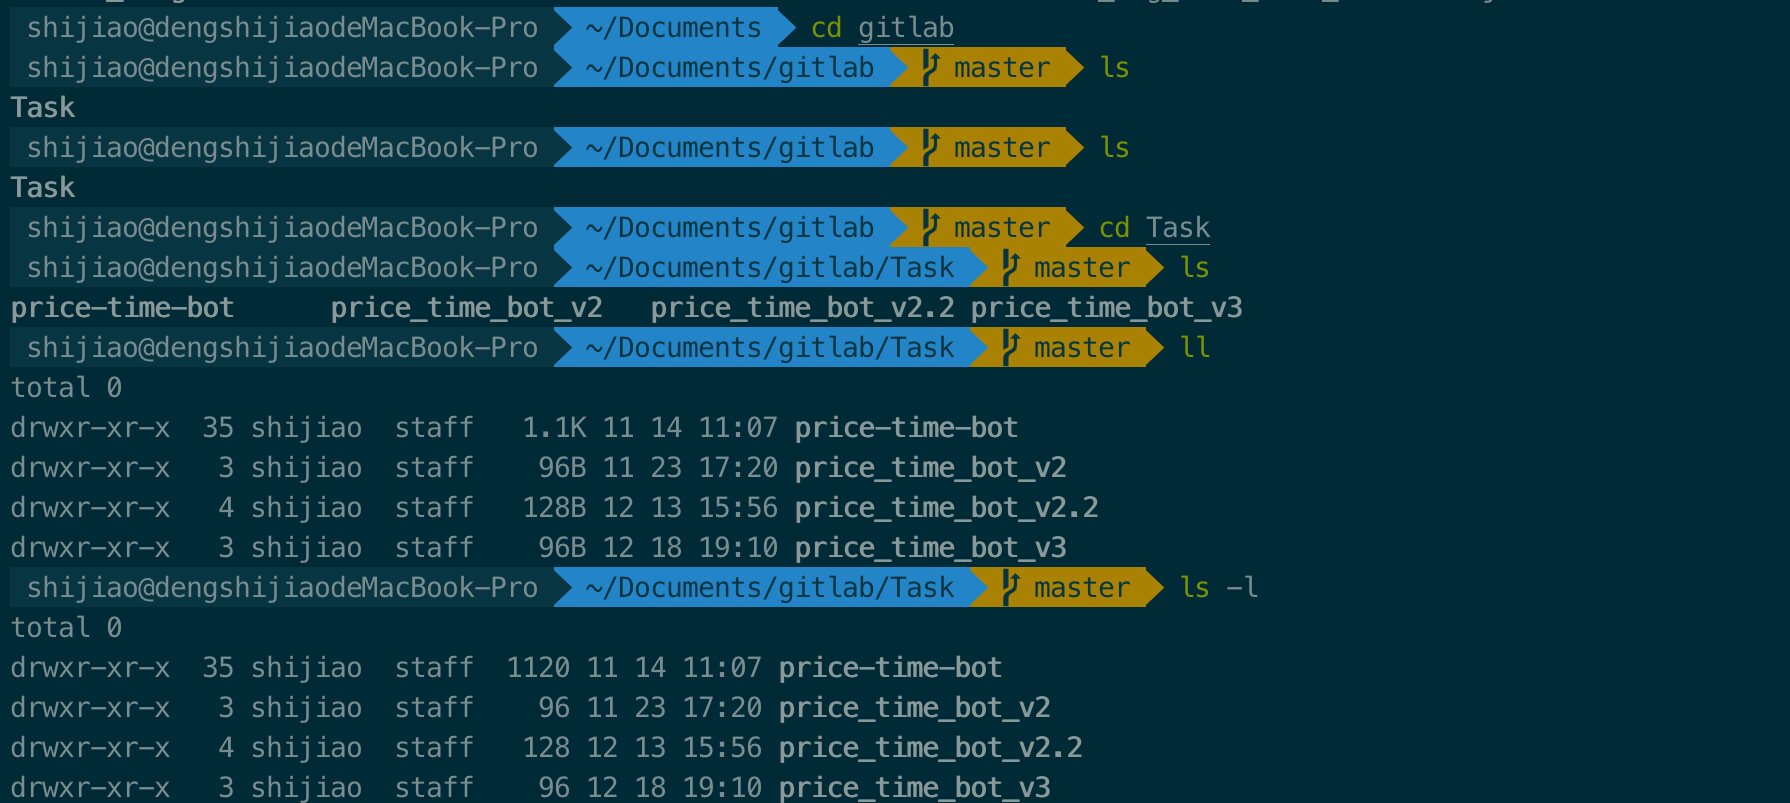 shijiao@dengshijiaodeMacBook-Pro ~/Documents cd gitlab
shijiao@dengshijiaodeMacBook-Pro ~/Documents/gitlab master ls
Task
shijiao@dengshijiaodeMacBook-Pro ~/Documents/gitlab master ls
Task
shijiao@dengshijiaodeMacBook-Pro ~/Documents/gitlab master cd Task
shijiao@dengshijiaodeMacBook-Pro ~/Documents/gitlab/Task master ls
price-time-bot price_time_bot_v2 price_time_bot_v2.2 price_time_bot_v3
shijiao@dengshijiaodeMacBook-Pro ~/Documents/gitlab/Task master ll
total 0
drwxr-xr-x 35 shijiao staff 1.1K 11 14 11:07 price-time-bot
drwxr-xr-x 3 shijiao staff 96B 11 23 17:20 price_time_bot_v2
drwxr-xr-x 4 shijiao staff 128B 12 13 15:56 price_time_bot_v2.2
drwxr-xr-x 3 shijiao staff 96B 12 18 19:10 price_time_bot_v3
shijiao@dengshijiaodeMacBook-Pro ~/Documents/gitlab/Task master ls -l
total 0
drwxr-xr-x 35 shijiao staff 1120 11 14 11:07 price-time-bot
drwxr-xr-x 3 shijiao staff 96 11 23 17:20 price_time_bot_v2
drwxr-xr-x 4 shijiao staff 128 12 13 15:56 price_time_bot_v2.2
drwxr-xr-x 3 shijiao staff 96 12 18 19:10 price_time_bot_v3